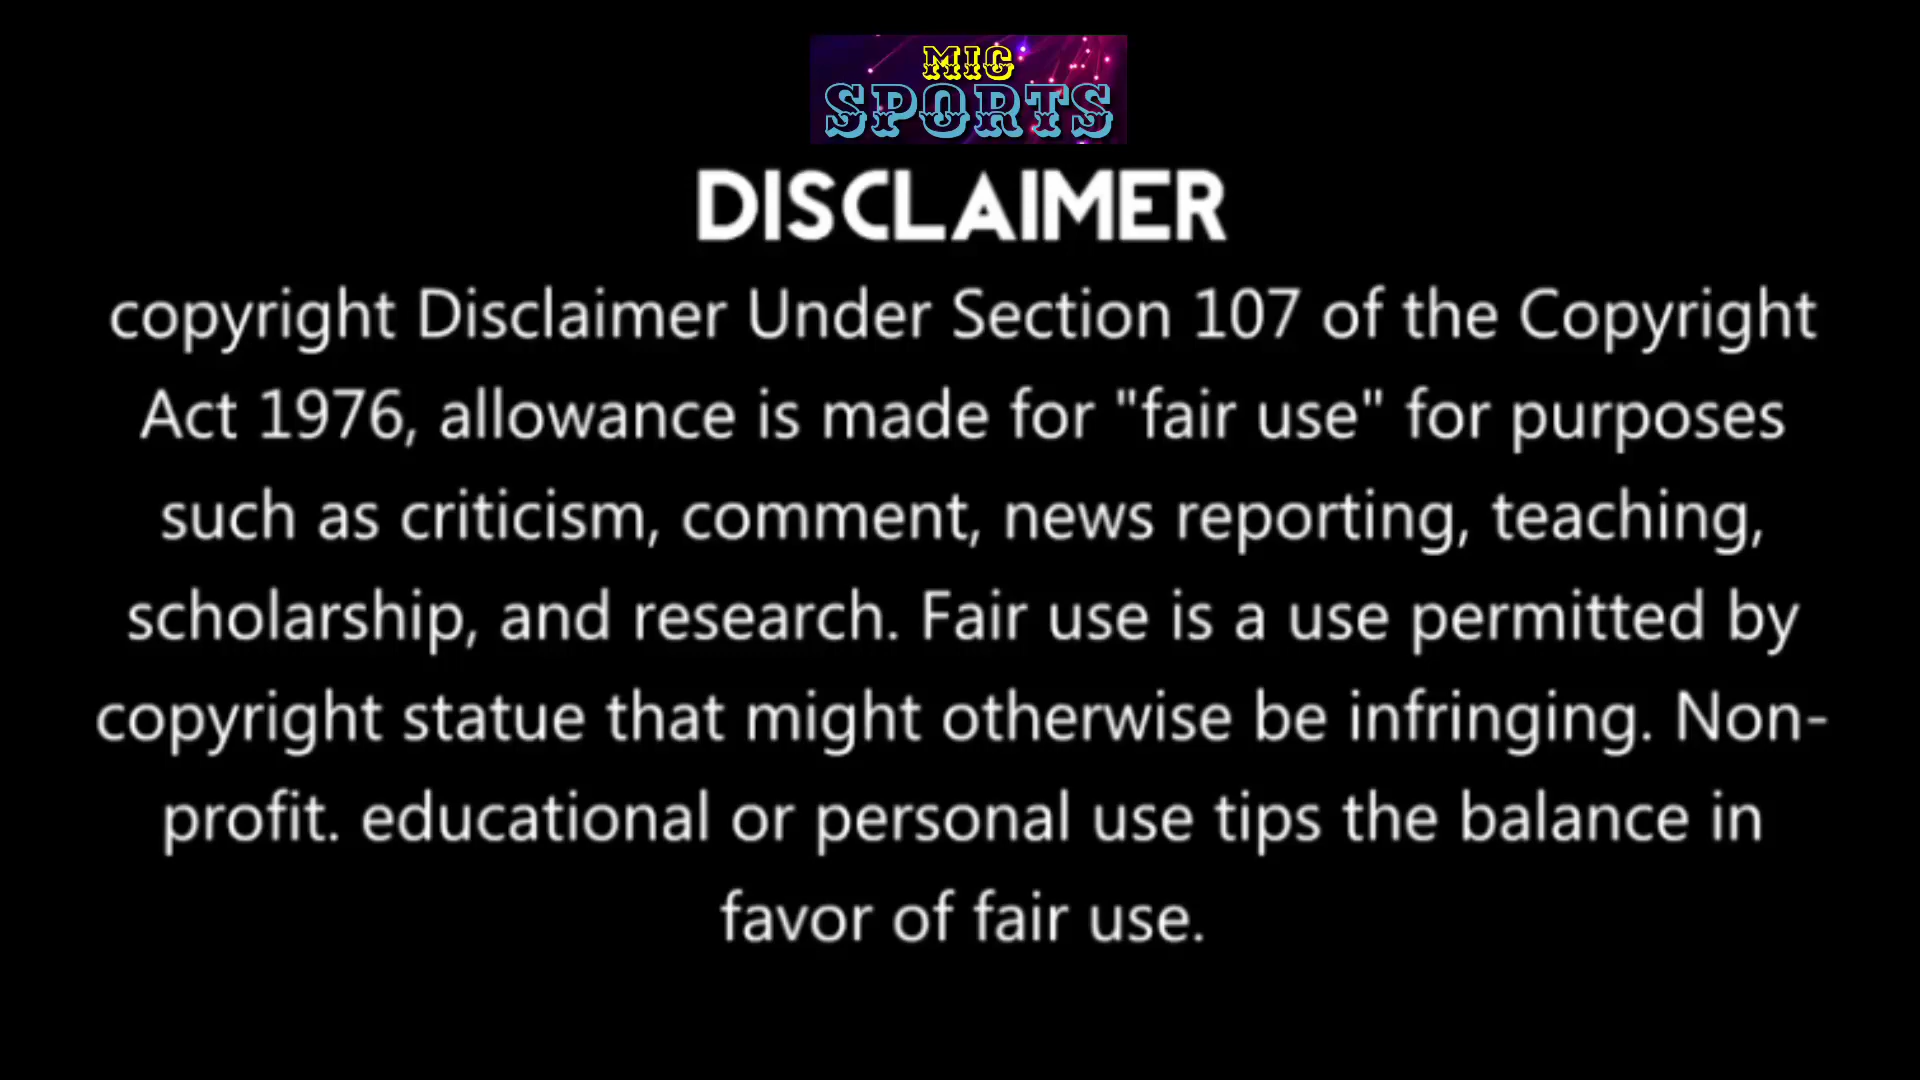 MIG
SPORTS
DISCLAIMER
copyright Disclaimer Under Section 107 of the Copyright
Act 1976, allowance is made for "fair use" for purposes
such as criticism, comment, news reporting, teaching,
scholarship, and research. Fair use is a use permitted by
copyright statue that might otherwise be infringing. Non-
profit. educational or personal use tips the balance in
favor of fair use.